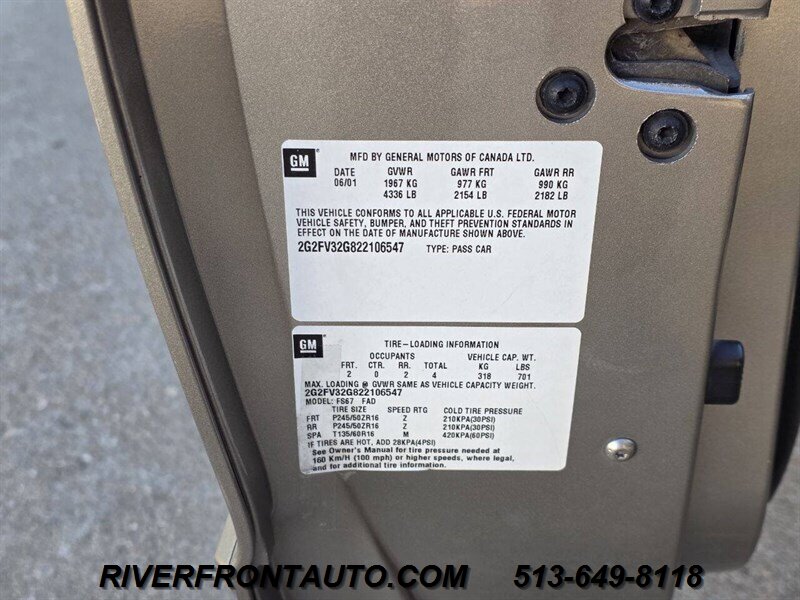 GM
MFD BY GENERAL MOTORS OF CANADA LTD.
DATE GVWR GAWR FRT GAWR RR
06/01 1967 KG 977 KG 990 KG
4336 LB 2154 LB 2182 LB
THIS VEHICLE CONFORMS TO ALL APPLICABLE U.S. FEDERAL MOTOR
VEHICLE SAFETY, BUMPER, AND THEFT PREVENTION STANDARDS IN
EFFECT ON THE DATE OF MANUFACTURE SHOWN ABOVE.
2G2FV32G822106547 TYPE: PASS CAR
GM
TIRE-LOADING INFORMATION
OCCUPANTS VEHICLE CAP. WT.
FRT. CTR. RR. TOTAL KG LBS
2 0 2 4 318 701
MAX. LOADING @ GVWR SAME AS VEHICLE CAPACITY WEIGHT.
2G2FV32G822106547
MODEL: FS67 FAD
TIRE SIZE SPEED RTG COLD TIRE PRESSURE
FRT P245/50ZR16 Z 210KPA(30PSI)
RR P245/50ZR16 Z 210KPA(30PSI)
SPA T135/60R16 M 420KPA(60PSI)
IF TIRES ARE HOT, ADD 28KPA(4PSI)
See Owner's Manual for tire pressure needed at
160 Km/H (100 mph) or higher speeds, where legal,
and for additional tire information.
RIVERFRONTAUTO.COM 513-649-8118